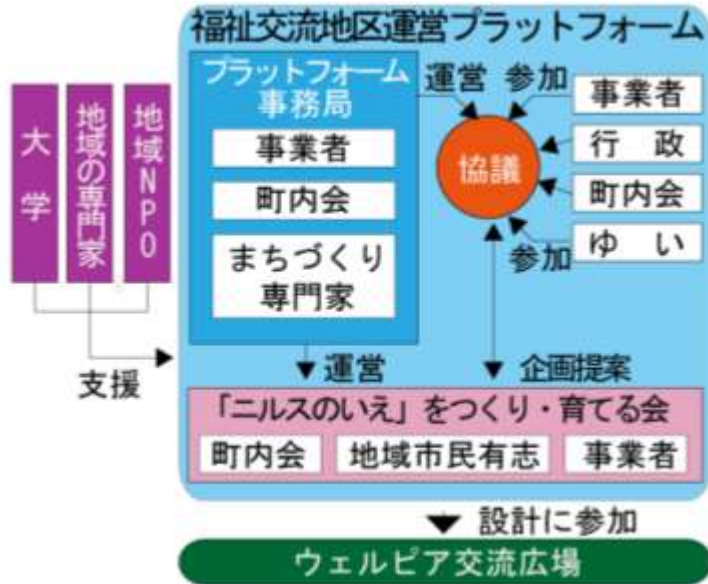 福祉交流地区運営プラットフォーム
プラットフォーム
事務局
事業者
町内会
まちづくり
専門家
運営
参加
協議
事業者
行 政
町内会
ゆ い
参加
大学
地域の専門家
地域NPO
支援
運営
企画提案
「ニルスのいえ」をつくり・育てる会
町内会
地域市民有志
事業者
設計に参加
ウェルピア交流広場